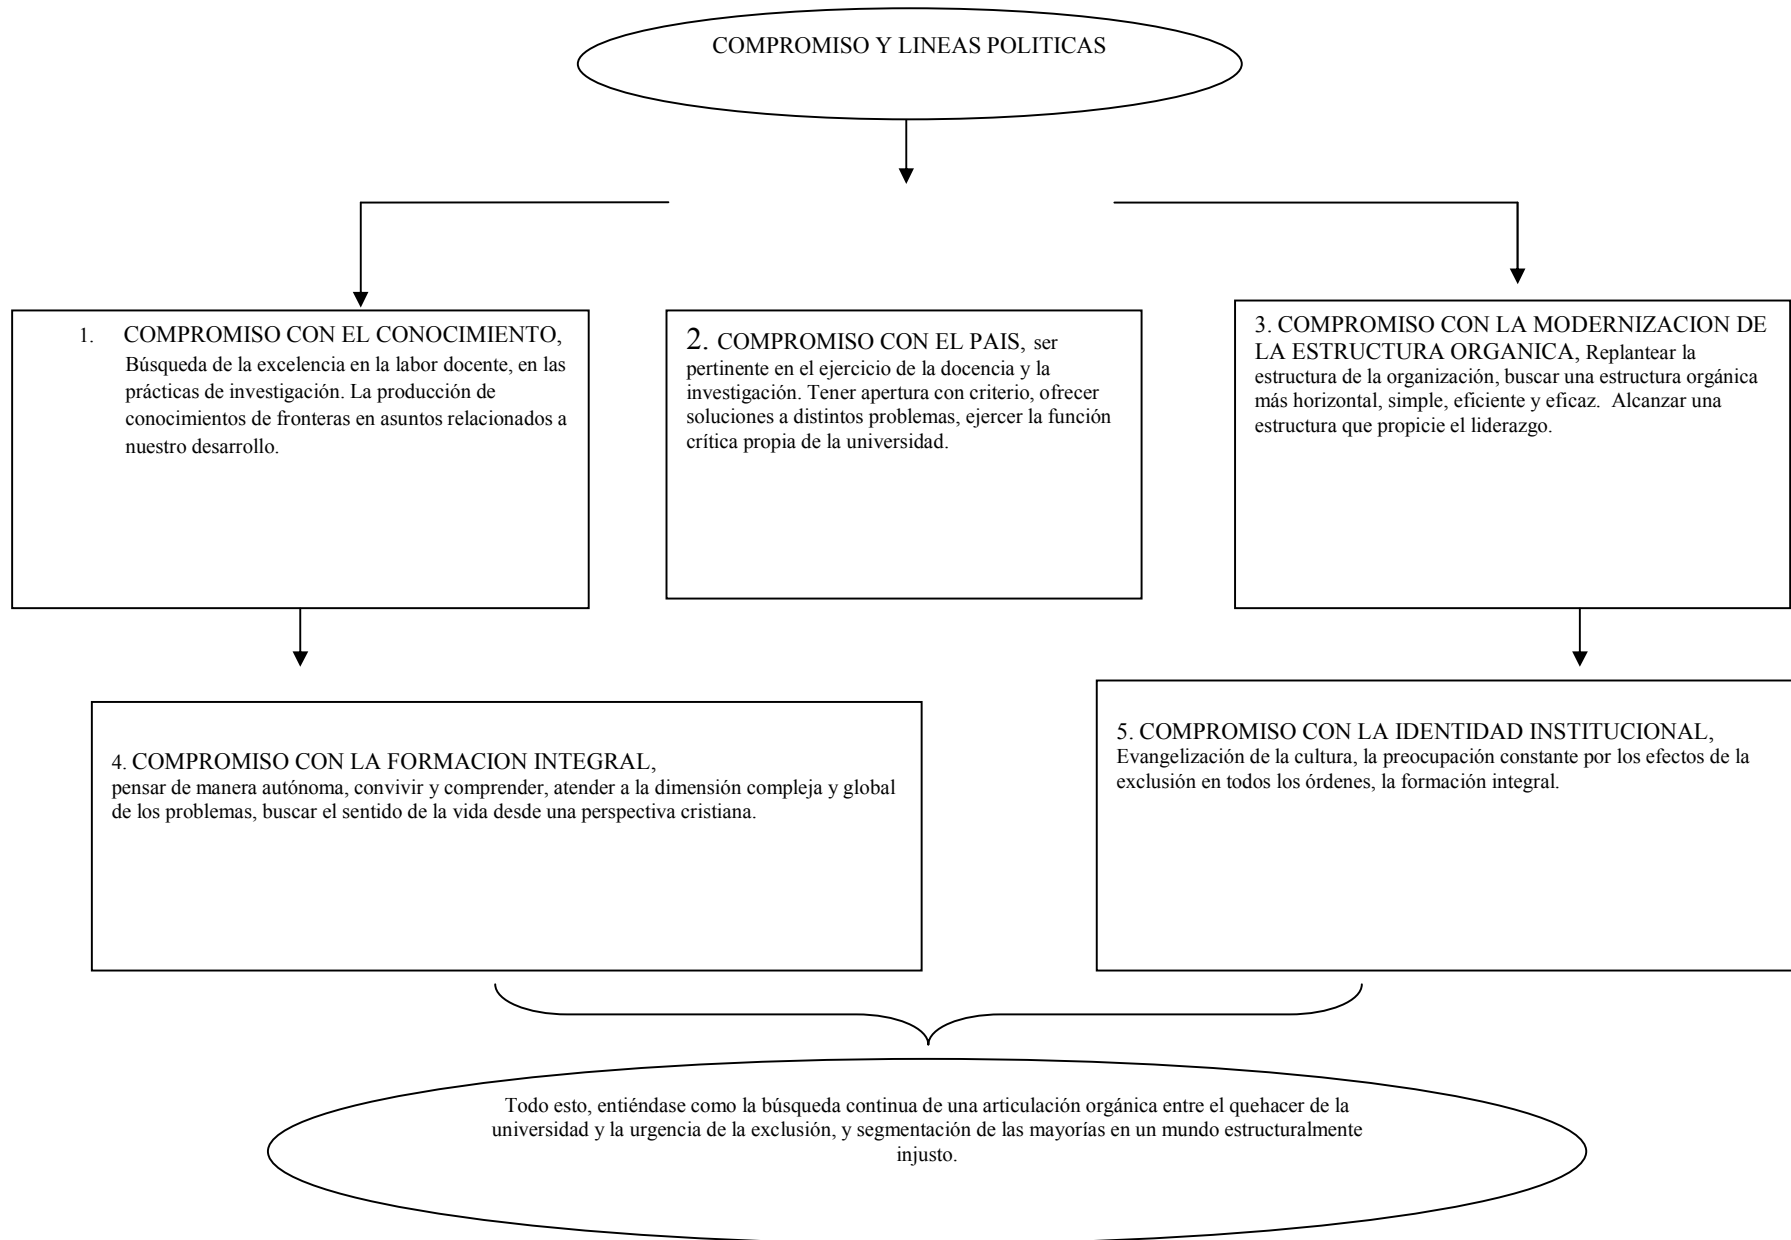 COMPROMISO Y LINEAS POLITICAS
1. COMPROMISO CON EL CONOCIMIENTO,
Búsqueda de la excelencia en la labor docente, en las
prácticas de investigación. La producción de
conocimientos de fronteras en asuntos relacionados a
nuestro desarrollo.
2. COMPROMISO CON EL PAIS, ser
pertinente en el ejercicio de la docencia y la
investigación. Tener apertura con criterio, ofrecer
soluciones a distintos problemas, ejercer la función
crítica propia de la universidad.
3. COMPROMISO CON LA MODERNIZACION DE
LA ESTRUCTURA ORGANICA, Replantear la
estructura de la organización, buscar una estructura orgánica
más horizontal, simple, eficiente y eficaz. Alcanzar una
estructura que propicie el liderazgo.
4. COMPROMISO CON LA FORMACION INTEGRAL,
pensar de manera autónoma, convivir y comprender, atender a la dimensión compleja y global
de los problemas, buscar el sentido de la vida desde una perspectiva cristiana.
5. COMPROMISO CON LA IDENTIDAD INSTITUCIONAL,
Evangelización de la cultura, la preocupación constante por los efectos de la
exclusión en todos los órdenes, la formación integral.
Todo esto, entiéndase como la búsqueda continua de una articulación orgánica entre el quehacer de la
universidad y la urgencia de la exclusión, y segmentación de las mayorías en un mundo estructuralmente
injusto.